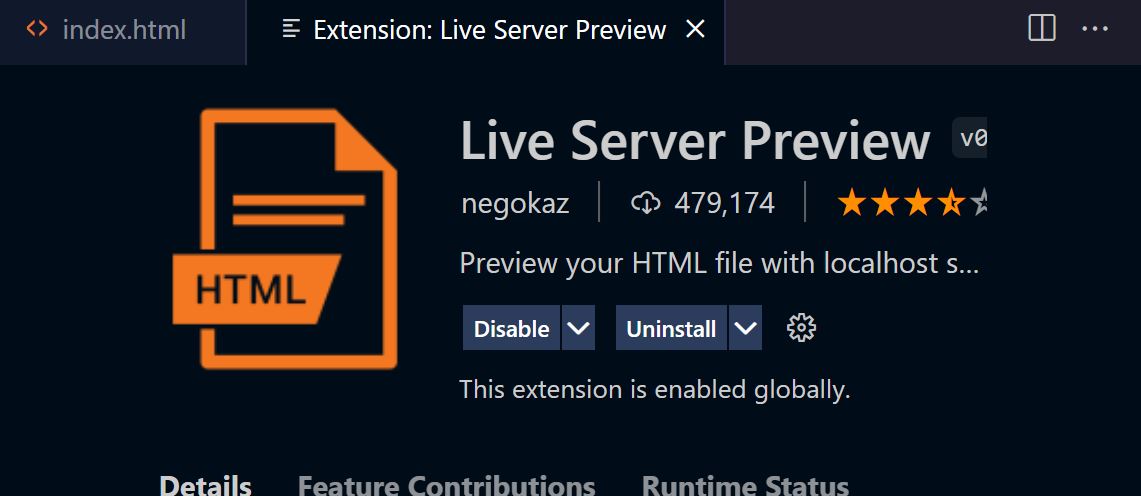 index.html Extension: Live Server Preview
Live Server Preview v0
negokaz 479,174
Preview your HTML file with localhost s...
HTML
Disable Uninstall
This extension is enabled globally.
Details Feature Contributions Runtime Status